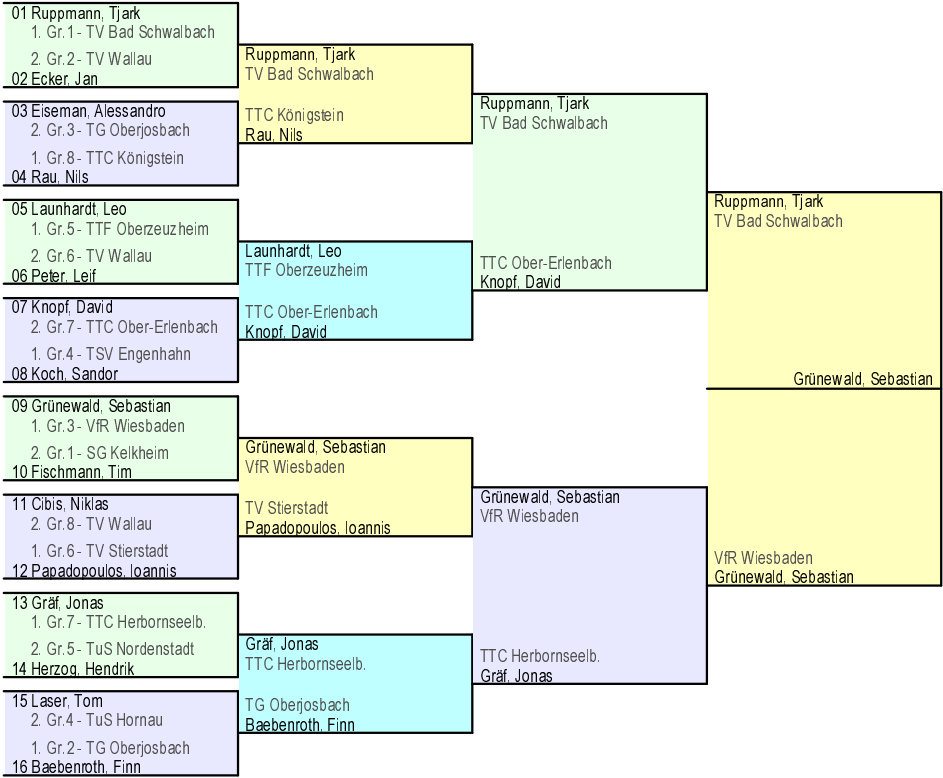 01 Ruppmann, Tjark
1. Gr.1 - TV Bad Schwalbach
2. Gr.2 - TV Wallau
02 Ecker, Jan
03 Eiseman, Alessandro
2. Gr.3 - TG Oberjosbach
1. Gr.8 - TTC Königstein
04 Rau, Nils
05 Launhardt, Leo
1. Gr.5 - TTF Oberzeuzheim
2. Gr.6 - TV Wallau
06 Peter, Leif
07 Knopf, David
2. Gr.7 - TTC Ober-Erlenbach
1. Gr.4 - TSV Engenhahn
08 Koch, Sandor
09 Grünewald, Sebastian
1. Gr.3 - VfR Wiesbaden
2. Gr.1 - SG Kelkheim
10 Fischmann, Tim
11 Cibis, Niklas
2. Gr.8 - TV Wallau
1. Gr.6 - TV Stierstadt
12 Papadopoulos, Ioannis
13 Gräf, Jonas
1. Gr.7 - TTC Herbornseelb.
2. Gr.5 - TuS Nordenstadt
14 Herzog, Hendrik
15 Laser, Tom
2. Gr.4 - TuS Hornau
1. Gr.2 - TG Oberjosbach
16 Baebenroth, Finn
Ruppmann, Tjark
TV Bad Schwalbach
TTC Königstein
Rau, Nils
Launhardt, Leo
TTF Oberzeuzheim
TTC Ober-Erlenbach
Knopf, David
Grünewald, Sebastian
VfR Wiesbaden
TV Stierstadt
Papadopoulos, Ioannis
Gräf, Jonas
TTC Herbornseelb.
TG Oberjosbach
Baebenroth, Finn
Ruppmann, Tjark
TV Bad Schwalbach
TTC Ober-Erlenbach
Knopf, David
Grünewald, Sebastian
VfR Wiesbaden
TTC Herbornseelb.
Gräf, Jonas
Ruppmann, Tjark
TV Bad Schwalbach
Grünewald, Sebastian
VfR Wiesbaden
Grünewald, Sebastian